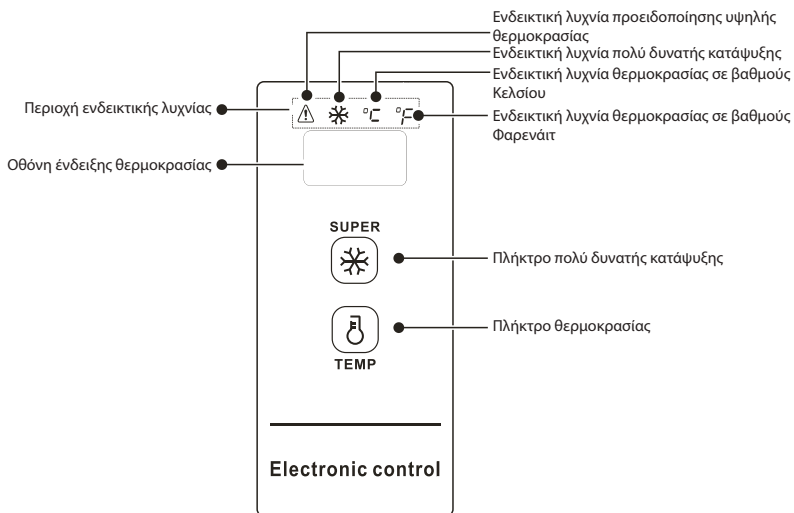 Ενδεικτική λυχνία προειδοποίησης υψηλής
θερμοκρασίας
Ενδεικτική λυχνία πολύ δυνατής κατάψυξης
Ενδεικτική λυχνία θερμοκρασίας σε βαθμούς
Κελσίου
Ενδεικτική λυχνία θερμοκρασίας σε βαθμούς
Φαρενάιτ
Περιοχή ενδεικτικής λυχνίας
°C °F
Οθόνη ένδειξης θερμοκρασίας
SUPER
Πλήκτρο πολύ δυνατής κατάψυξης
Πλήκτρο θερμοκρασίας
TEMP
Electronic control